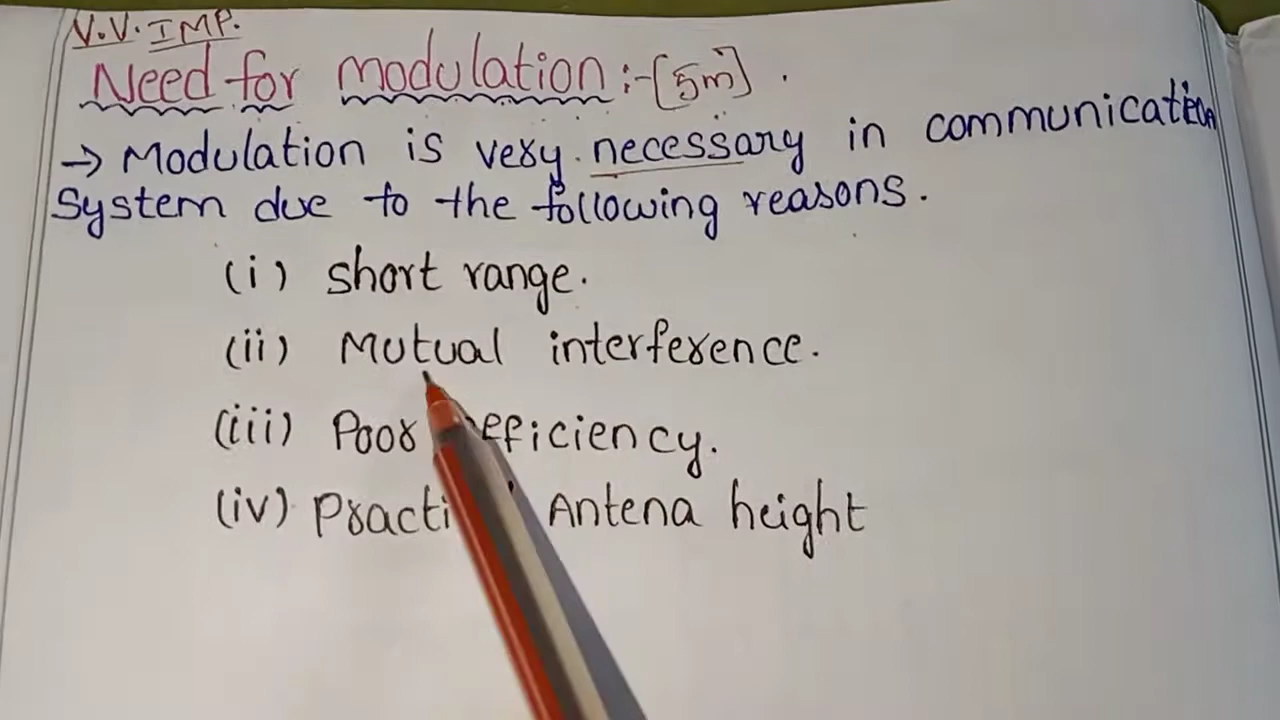 V.V. IMP.
Need for modulation :- [5m] .
→ Modulation is very necessary in communication
System due to the following reasons.
(i) short range.
(ii) Mutual interference.
(iii) Poor efficiency.
(iv) Antena height